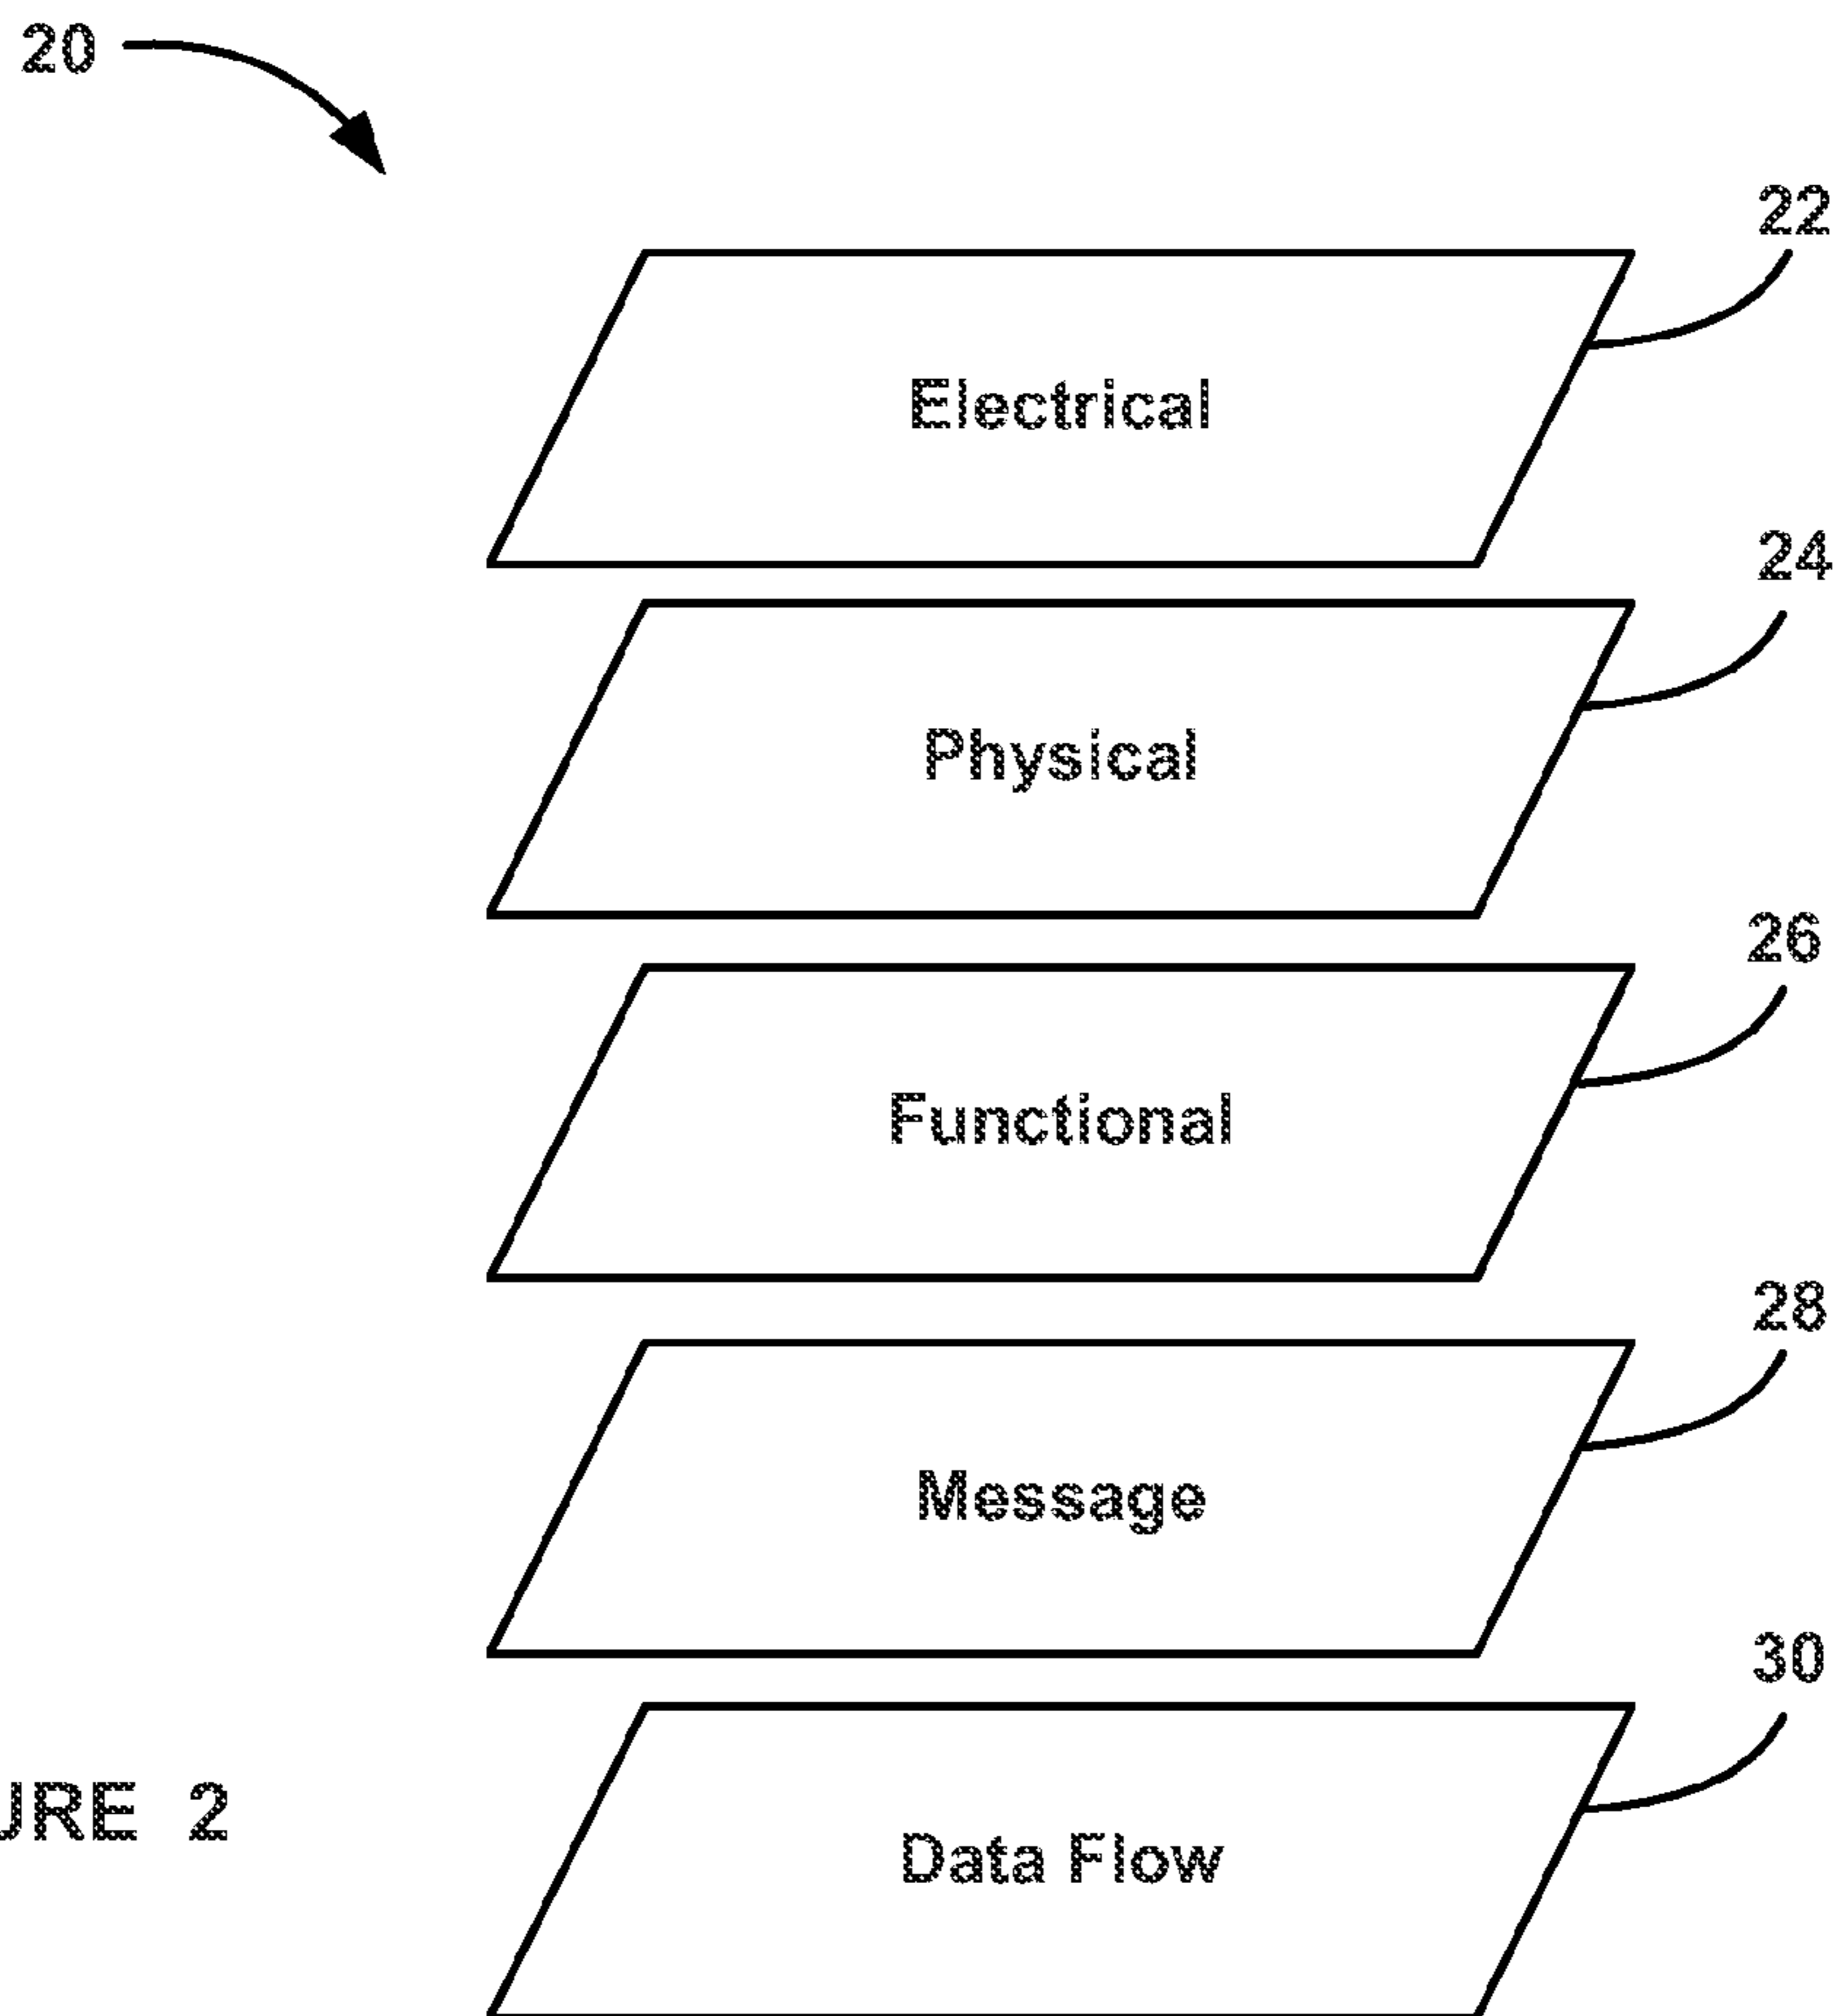 20
22
Electrical
24
Physical
26
Functional
28
Message
30
URE 2
Data Flow